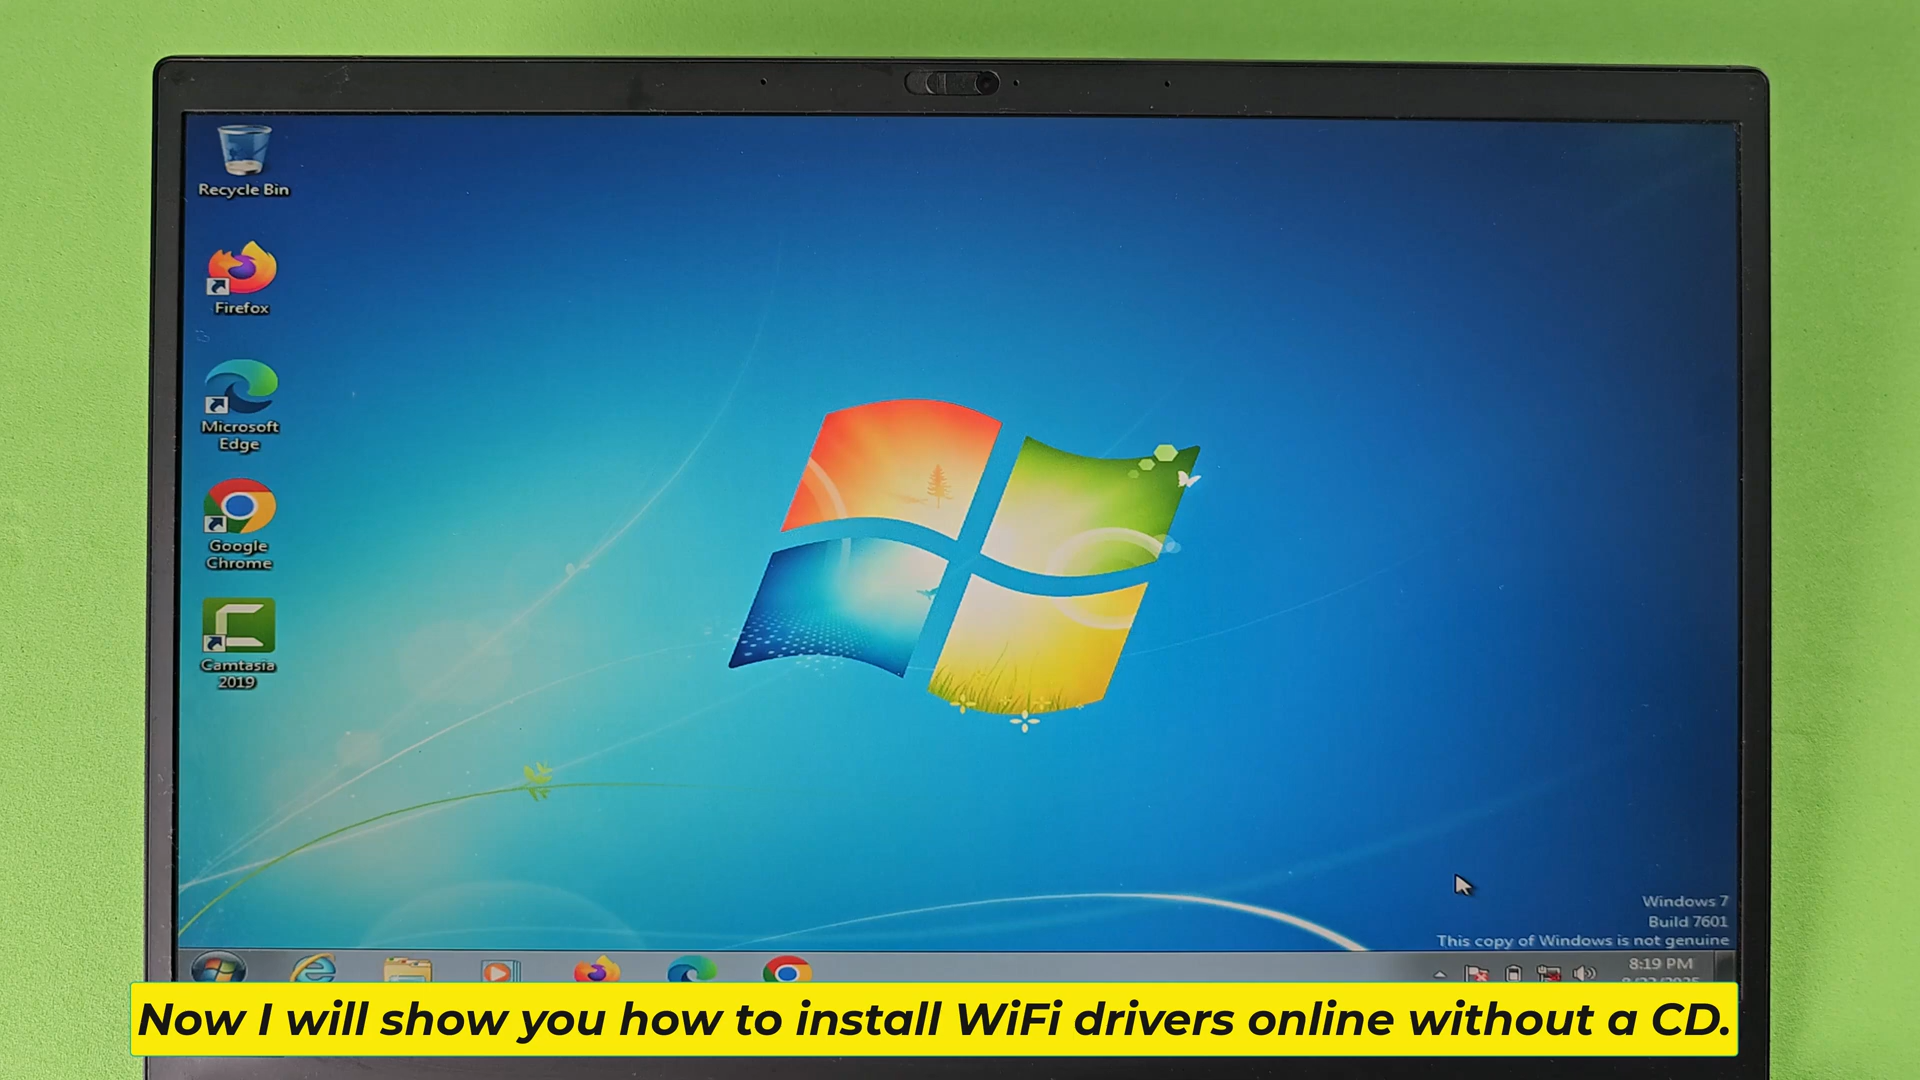 Recycle Bin
Firefox
Microsoft
Edge
Google
Chrome
Camtasia
2019
Windows 7
Build 7601
This copy of Windows is not genuine
8:19 PM
Now I will show you how to install WiFi drivers online without a CD.